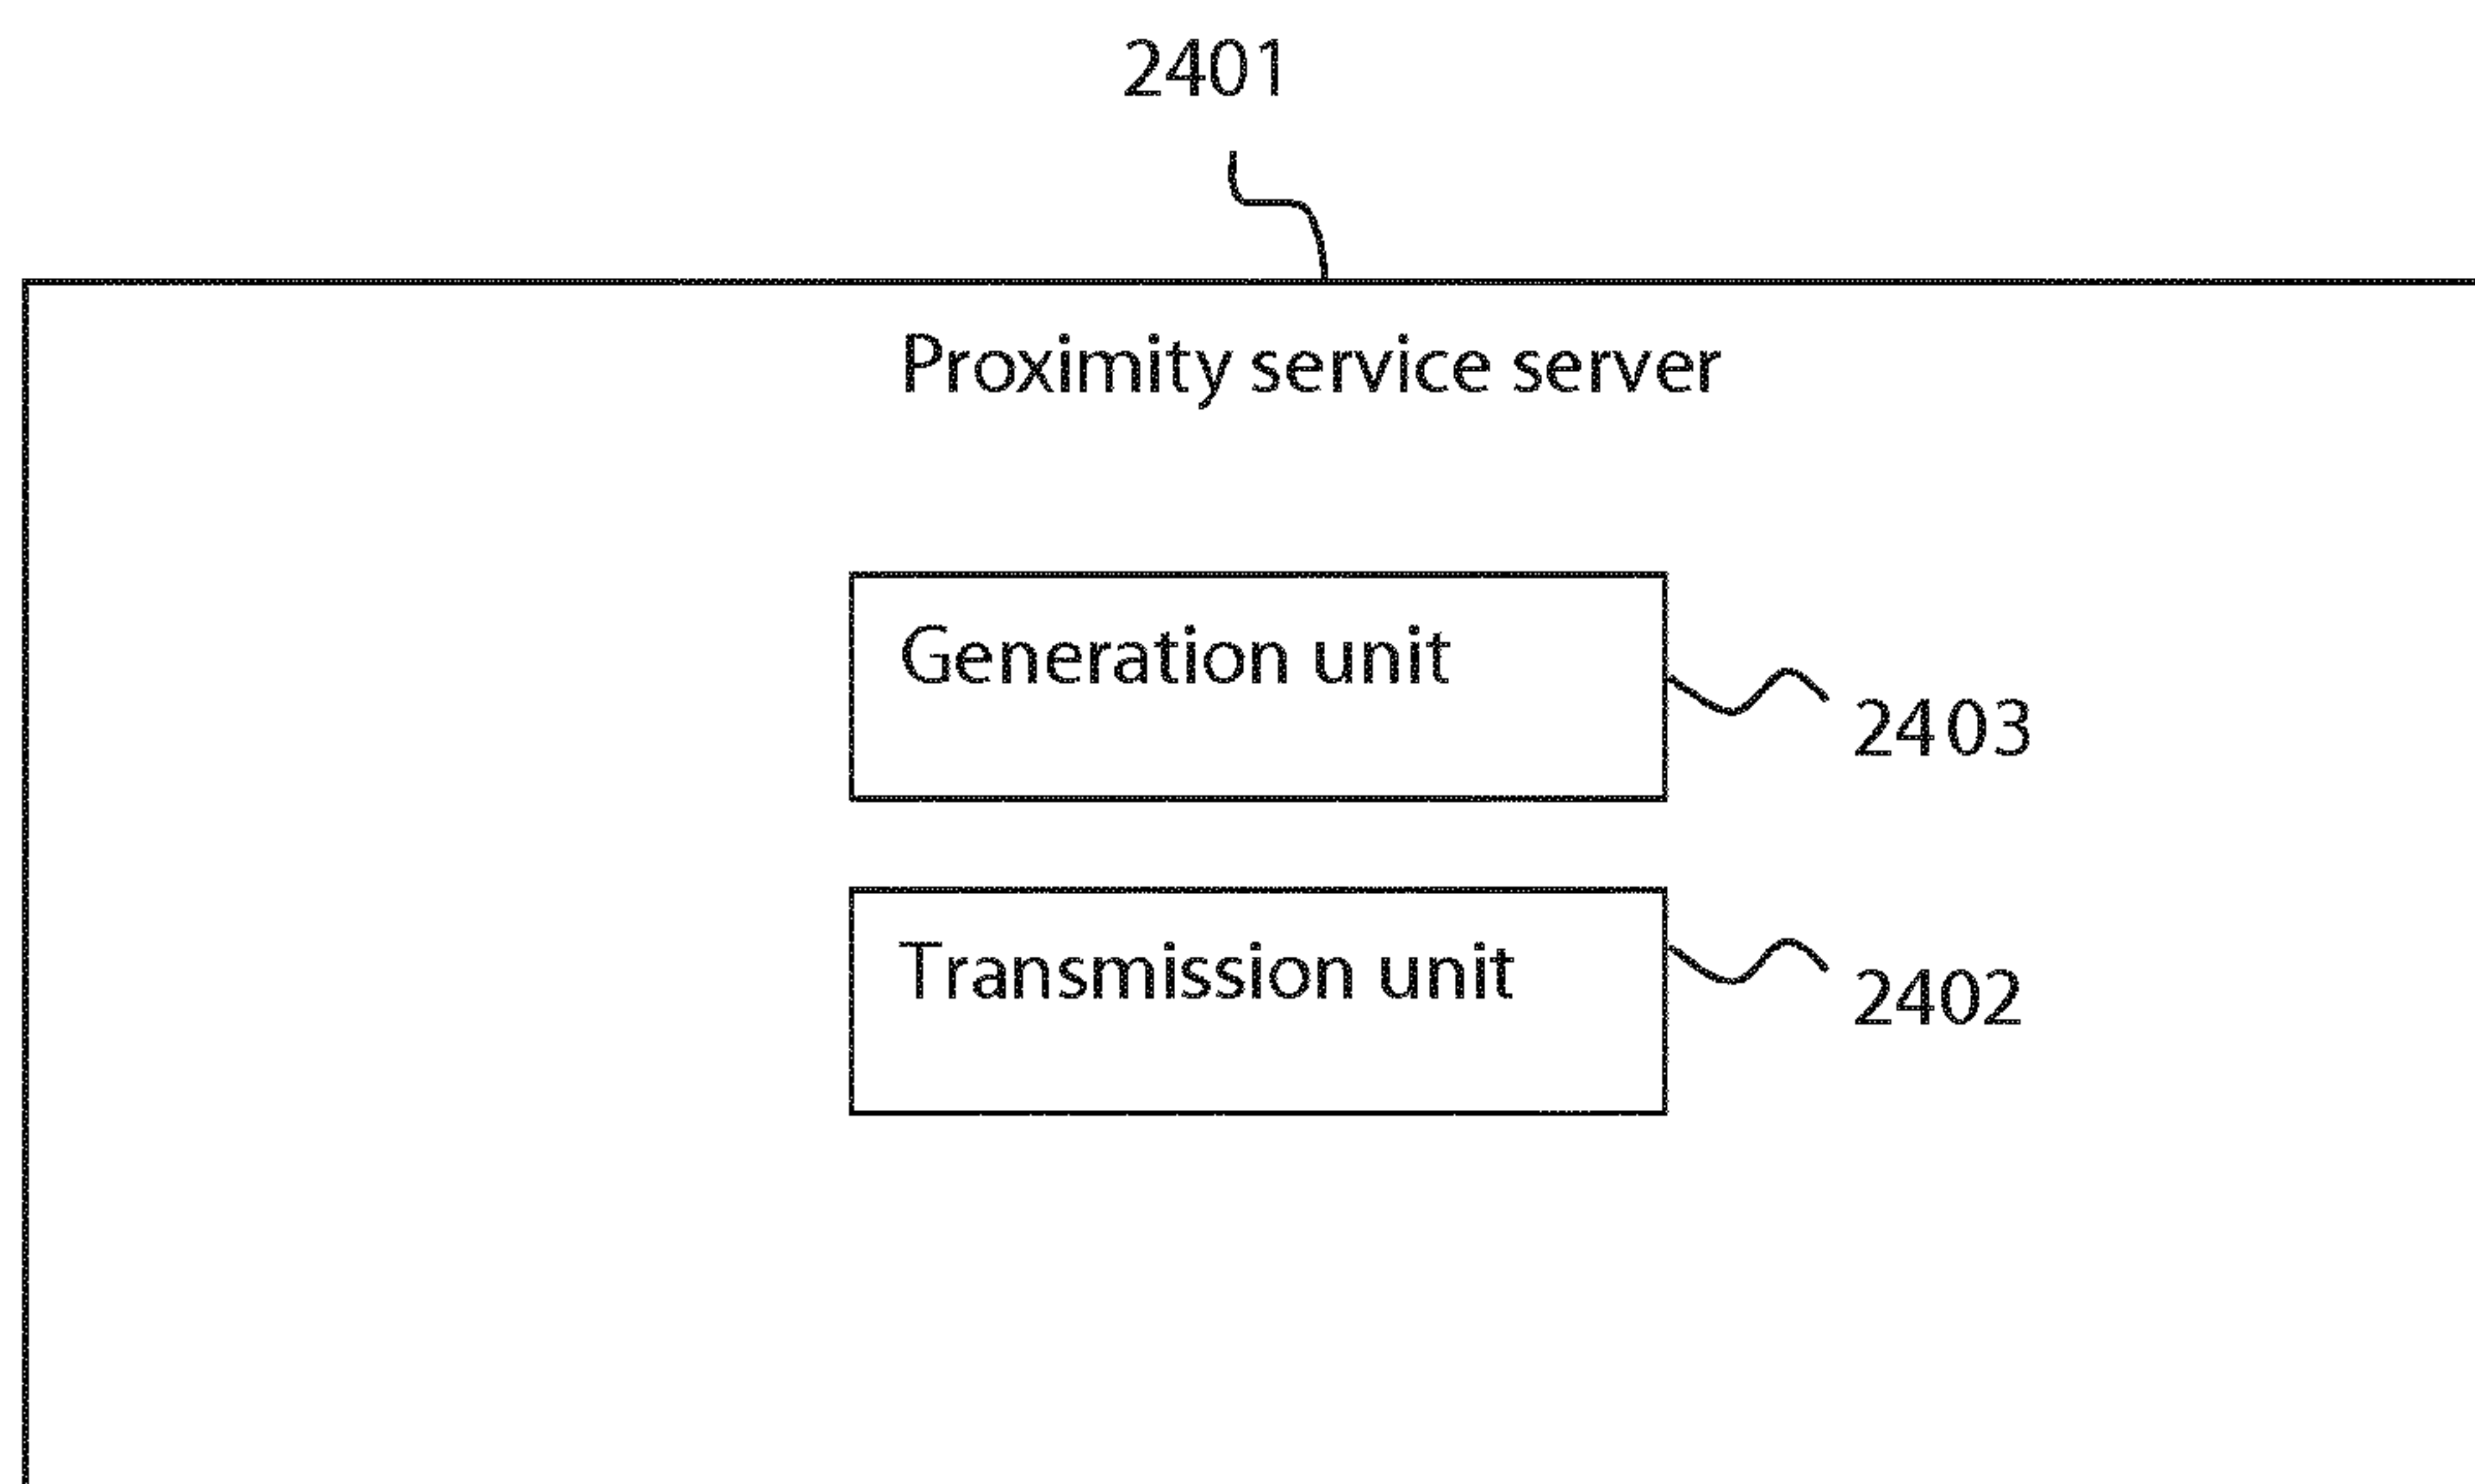 2401
Proximity service server
Generation unit
2403
Transmission unit
2402